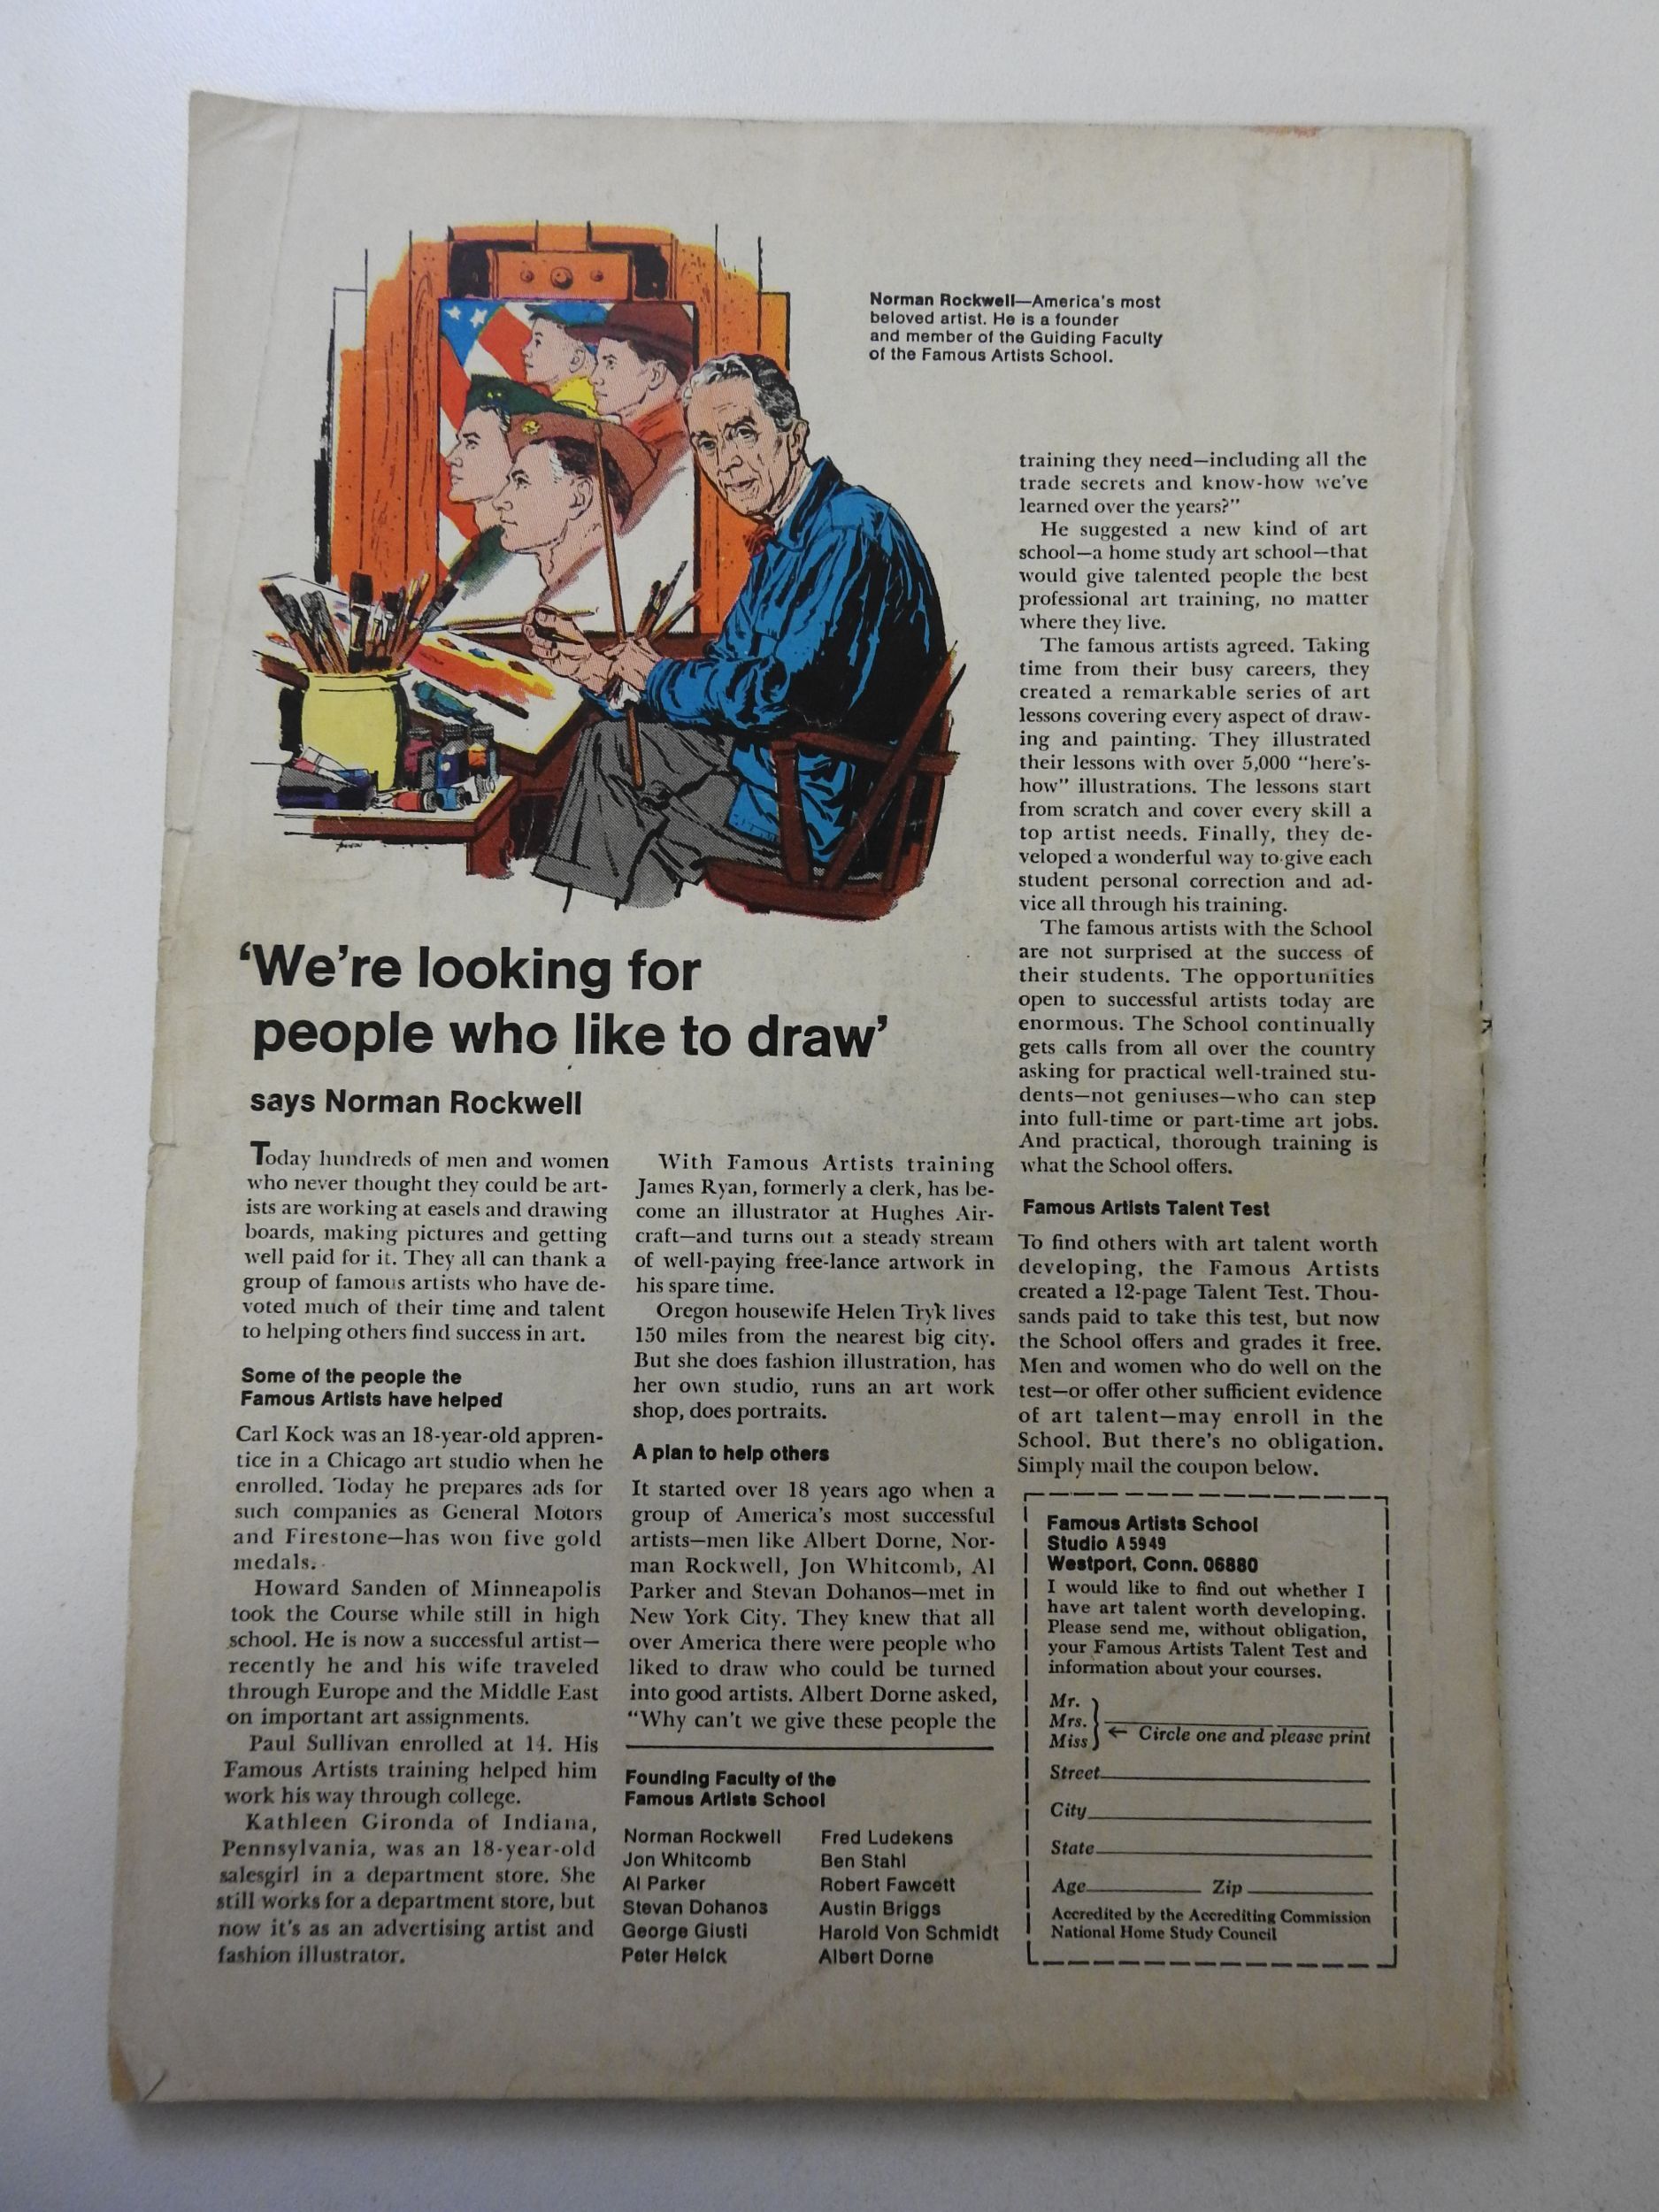 Norman Rockwell—America's most
beloved artist. He is a founder
and member of the Guiding Faculty
of the Famous Artists School.
'We're looking for
people who like to draw'
says Norman Rockwell
Today hundreds of men and women
who never thought they could be art-
ists are working at easels and drawing
boards, making pictures and getting
well paid for it. They all can thank a
group of famous artists who have de-
voted much of their time and talent
to helping others find success in art.
Some of the people the
Famous Artists have helped
Carl Kock was an 18-year-old appren-
tice in a Chicago art studio when he
enrolled. Today he prepares ads for
such companies as General Motors
and Firestone—has won five gold
medals.
Howard Sanden of Minneapolis
took the Course while still in high
school. He is now a successful artist—
recently he and his wife traveled
through Europe and the Middle East
on important art assignments.
Paul Sullivan enrolled at 14. His
Famous Artists training helped him
work his way through college.
Kathleen Gironda of Indiana,
Pennsylvania, was an 18-year-old
salesgirl in a department store. She
still works for a department store, but
now it's as an advertising artist and
fashion illustrator.
With Famous Artists training
James Ryan, formerly a clerk, has be-
come an illustrator at Hughes Air-
craft—and turns out a steady stream
of well-paying free-lance artwork in
his spare time.
Oregon housewife Helen Tryk lives
150 miles from the nearest big city.
But she does fashion illustration, has
her own studio, runs an art work
shop, does portraits.
A plan to help others
It started over 18 years ago when a
group of America's most successful
artists—men like Albert Dorne, Nor-
man Rockwell, Jon Whitcomb, Al
Parker and Stevan Dohanos—met in
New York City. They knew that all
over America there were people who
liked to draw who could be turned
into good artists. Albert Dorne asked,
"Why can't we give these people the
Founding Faculty of the
Famous Artists School
Norman Rockwell
Jon Whitcomb
Al Parker
Stevan Dohanos
George Giusti
Peter Helck
Fred Ludekens
Ben Stahl
Robert Fawcett
Austin Briggs
Harold Von Schmidt
Albert Dorne
training they need—including all the
trade secrets and know-how we've
learned over the years?"
He suggested a new kind of art
school—a home study art school—that
would give talented people the best
professional art training, no matter
where they live.
The famous artists agreed. Taking
time from their busy careers, they
created a remarkable series of art
lessons covering every aspect of draw-
ing and painting. They illustrated
their lessons with over 5,000 "here's-
how" illustrations. The lessons start
from scratch and cover every skill a
top artist needs. Finally, they de-
veloped a wonderful way to give each
student personal correction and ad-
vice all through his training.
The famous artists with the School
are not surprised at the success of
their students. The opportunities
open to successful artists today are
enormous. The School continually
gets calls from all over the country
asking for practical well-trained stu-
dents—not geniuses—who can step
into full-time or part-time art jobs.
And practical, thorough training is
what the School offers.
Famous Artists Talent Test
To find others with art talent worth
developing, the Famous Artists
created a 12-page Talent Test. Thou-
sands paid to take this test, but now
the School offers and grades it free.
Men and women who do well on the
test—or offer other sufficient evidence
of art talent—may enroll in the
School. But there's no obligation.
Simply mail the coupon below.
Famous Artists School
Studio A5949
Westport, Conn. 06880
I would like to find out whether I
have art talent worth developing.
Please send me, without obligation,
your Famous Artists Talent Test and
information about your courses.
Mr.
Mrs.
Miss
← Circle one and please print
Street
City
State
Age Zip
Accredited by the Accrediting Commission
National Home Study Council